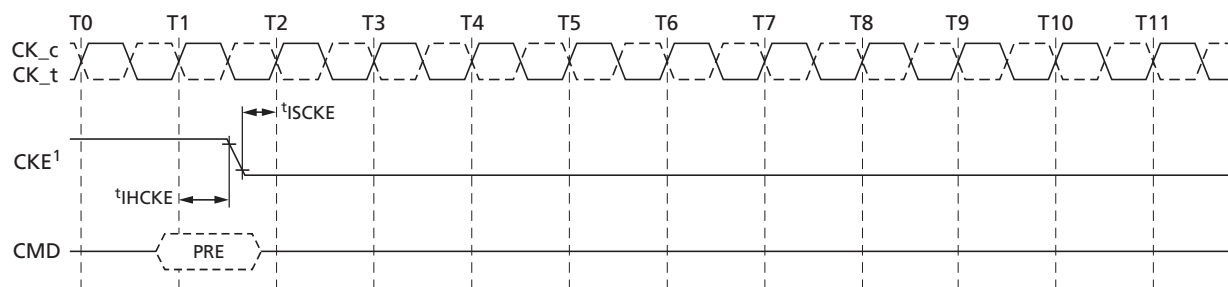 T0 T1 T2 T3 T4 T5 T6 T7 T8 T9 T10 T11
CK_c
CK_t
tISCKE
CKE1
tIHCKE
CMD PRE